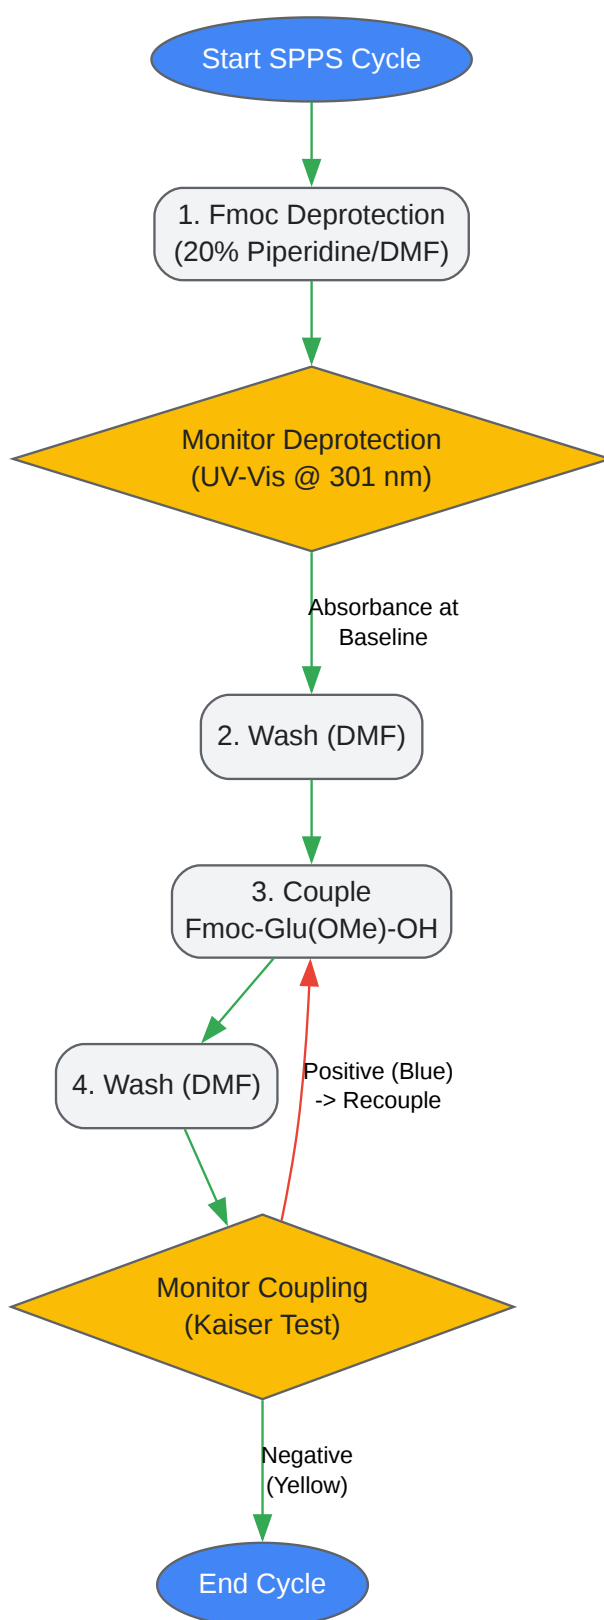 Start SPPS Cycle
1. Fmoc Deprotection
(20% Piperidine/DMF)
Monitor Deprotection
(UV-Vis @ 301 nm)
Absorbance at
Baseline
2. Wash (DMF)
3. Couple
Fmoc-Glu(OMe)-OH
4. Wash (DMF)
Positive (Blue)
-> Recouple
Monitor Coupling
(Kaiser Test)
Negative
(Yellow)
End Cycle